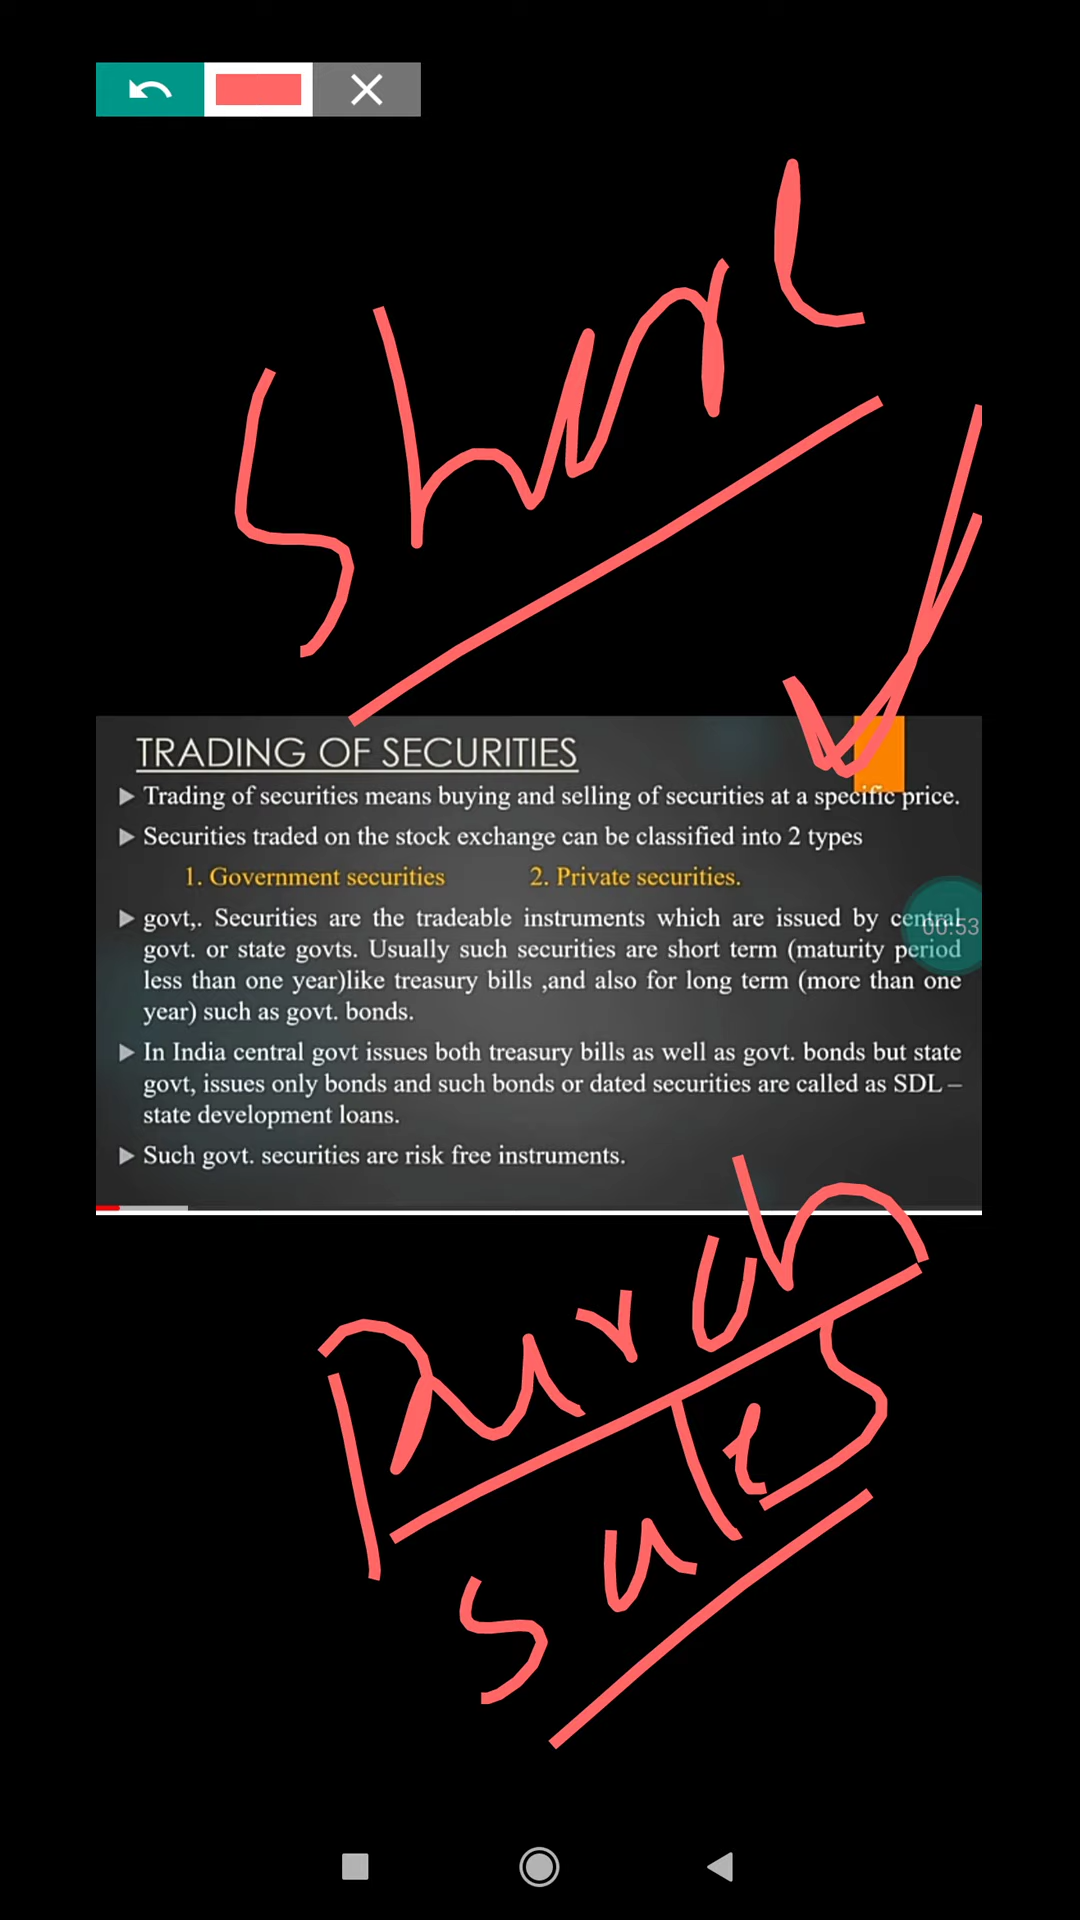 Share
TRADING OF SECURITIES
Trading of securities means buying and selling of securities at a specific price.
Securities traded on the stock exchange can be classified into 2 types
1. Government securities 2. Private securities.
govt,. Securities are the tradeable instruments which are issued by central
govt. or state govts. Usually such securities are short term (maturity period
less than one year)like treasury bills ,and also for long term (more than one
year) such as govt. bonds.
In India central govt issues both treasury bills as well as govt. bonds but state
govt, issues only bonds and such bonds or dated securities are called as SDL –
state development loans.
Such govt. securities are risk free instruments.
00:53
Purch
Sales